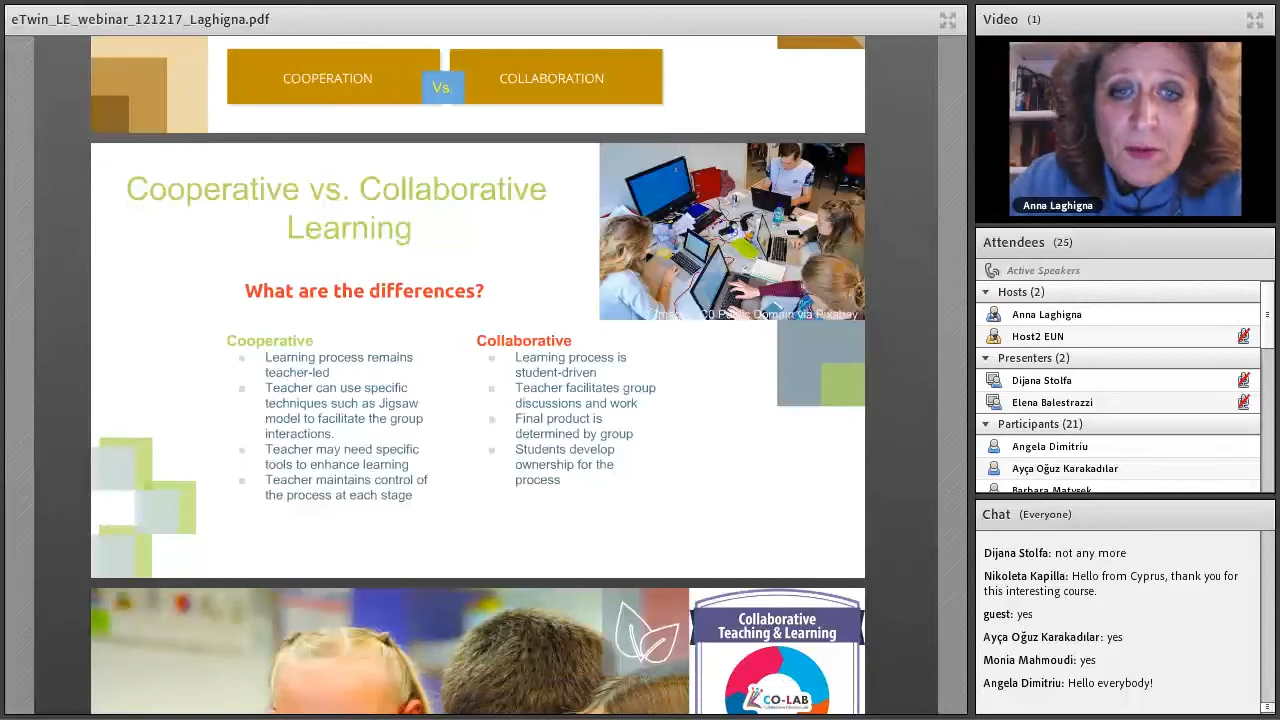 eTwin_LE_webinar_121217_Laghigna.pdf
COOPERATION
Vs.
COLLABORATION
Cooperative vs. Collaborative
Learning
What are the differences?
CC0 Public Domain via Pixabay
Cooperative
Learning process remains
teacher-led
Teacher can use specific
techniques such as Jigsaw
model to facilitate the group
interactions.
Teacher may need specific
tools to enhance learning
Teacher maintains control of
the process at each stage
Collaborative
Learning process is
student-driven
Teacher facilitates group
discussions and work
Final product is
determined by group
Students develop
ownership for the
process
Collaborative
Teaching & Learning
CO-LAB
Video (1)
Anna Laghigna
Attendees (25)
Active Speakers
Hosts (2)
Anna Laghigna
Host2 EUN
Presenters (2)
Dijana Stolfa
Elena Balestrazzi
Participants (21)
Angela Dimitriu
Ayça Oğuz Karakadılar
Barbara Matysek
Chat (Everyone)
Dijana Stolfa: not any more
Nikoleta Kapilla: Hello from Cyprus, thank you for
this interesting course.
guest: yes
Ayça Oğuz Karakadılar: yes
Monia Mahmoudi: yes
Angela Dimitriu: Hello everybody!